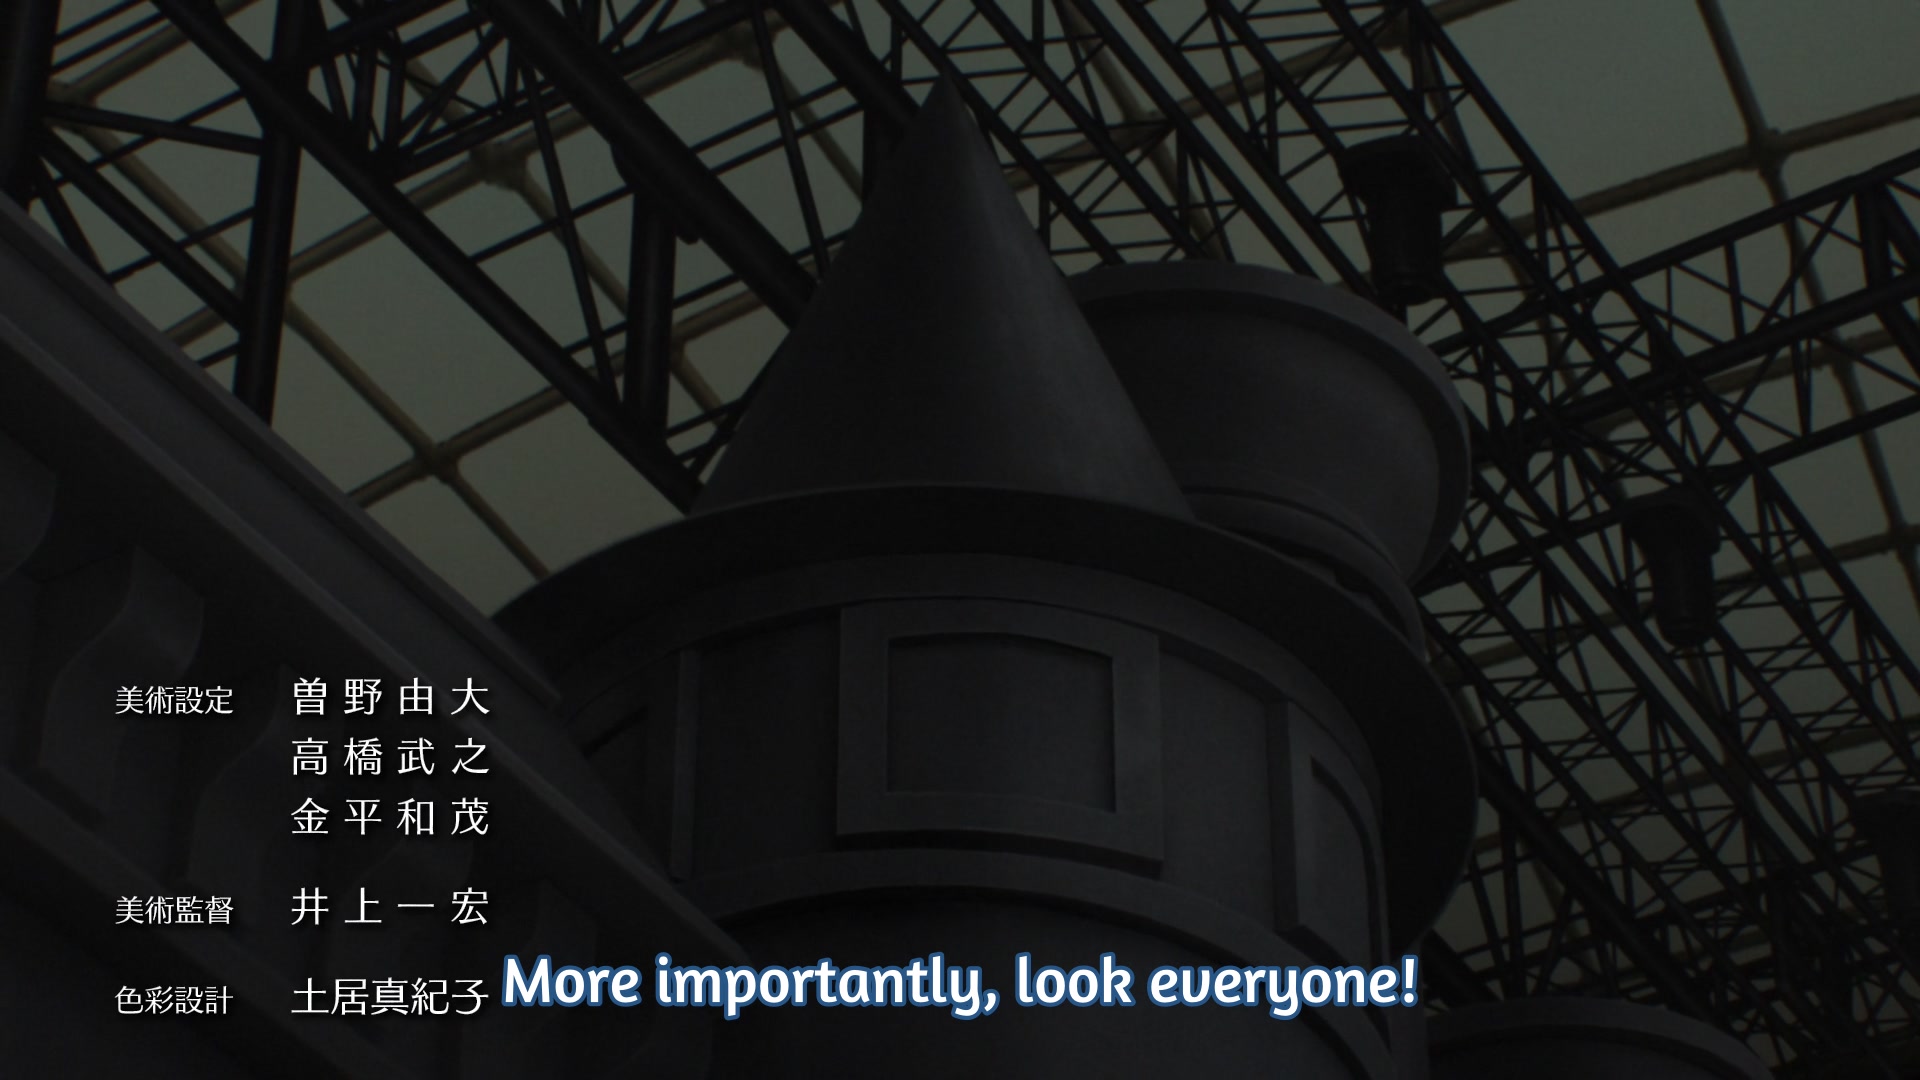 美術設定 曽野由大
高橋武之
金平和茂
美術監督 井上一宏
色彩設計 土居真紀子
More importantly, look everyone!